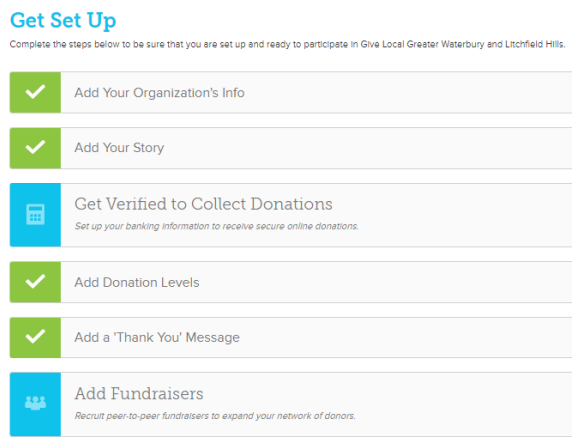 Get Set Up
Complete the steps below to be sure that you are set up and ready to participate in Give Local Greater Waterbury and Litchfield Hills.
Add Your Organization's Info
Add Your Story
Get Verified to Collect Donations
Set up your banking information to receive secure online donations.
Add Donation Levels
Add a 'Thank You' Message
Add Fundraisers
Recruit peer-to-peer fundraisers to expand your network of donors.